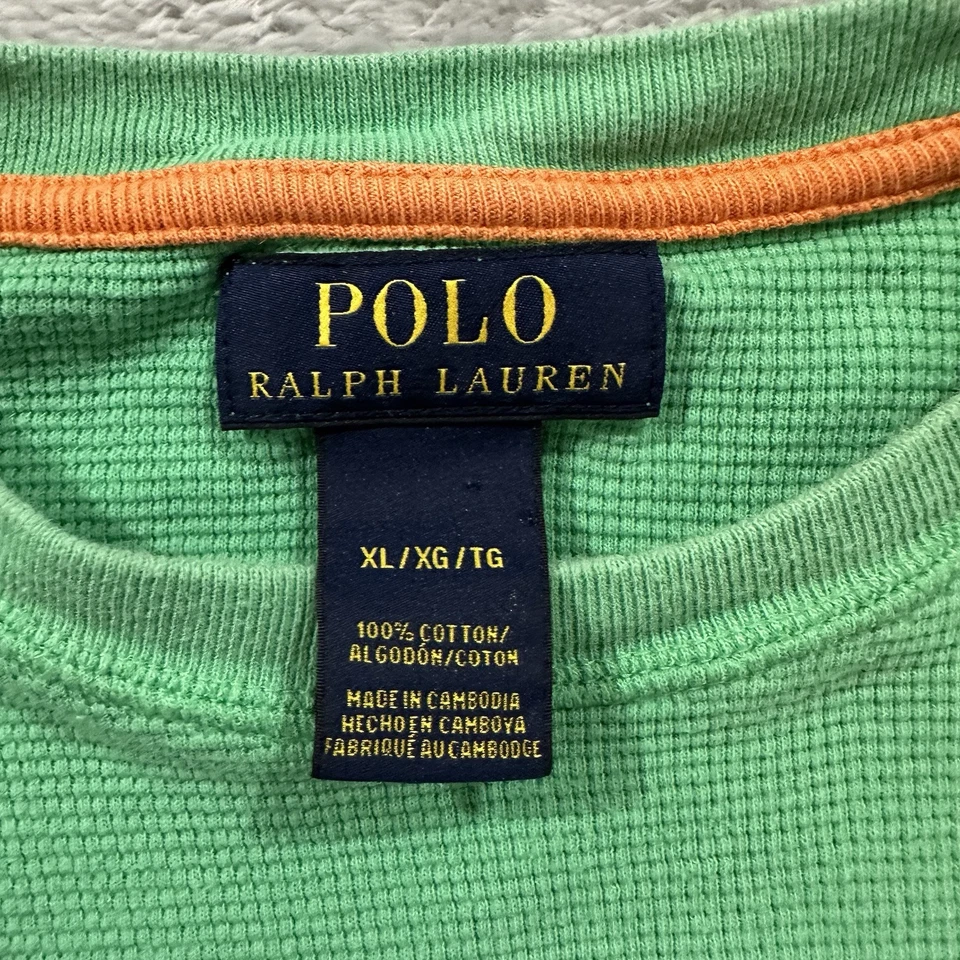 POLO
RALPH LAUREN
XL/XG/TG
100% COTTON/
ALGODÓN/COTON
MADE IN CAMBODIA
HECHO EN CAMBOYA
FABRIQUÉ AU CAMBODGE